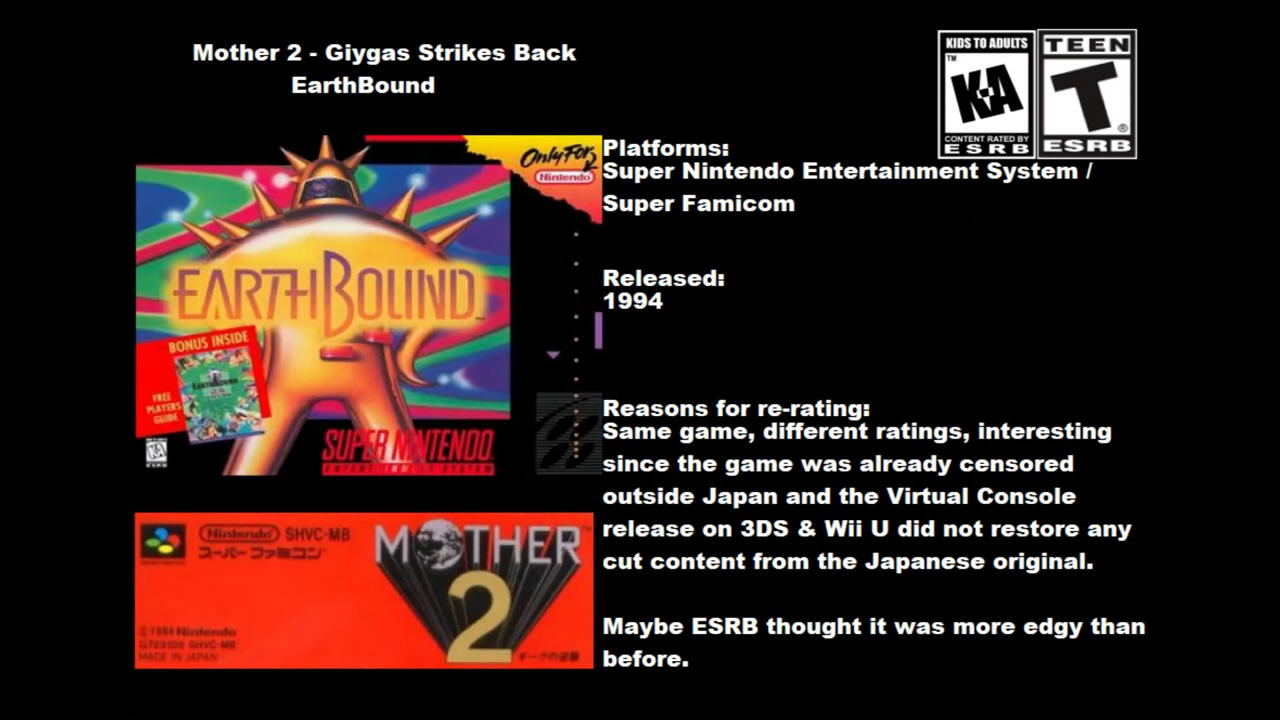 Mother 2 - Giygas Strikes Back
EarthBound
KIDS TO ADULTS
TM
K-A
CONTENT RATED BY
ESRB
TEEN
T
®
ESRB
Only For
Nintendo
EARTHBOUND
BONUS INSIDE
EARTHBOUND
FREE
PLAYERS
GUIDE
K-A
SUPER NINTENDO
ENTERTAINMENT SYSTEM
Platforms:
Super Nintendo Entertainment System /
Super Famicom
Released:
1994
Reasons for re-rating:
Same game, different ratings, interesting
since the game was already censored
outside Japan and the Virtual Console
release on 3DS & Wii U did not restore any
cut content from the Japanese original.
Maybe ESRB thought it was more edgy than
before.
Nintendo SHVC-MB
スーパーファミコン
MOTHER
2
©1994 Nintendo
MADE IN JAPAN
ギーグの逆襲